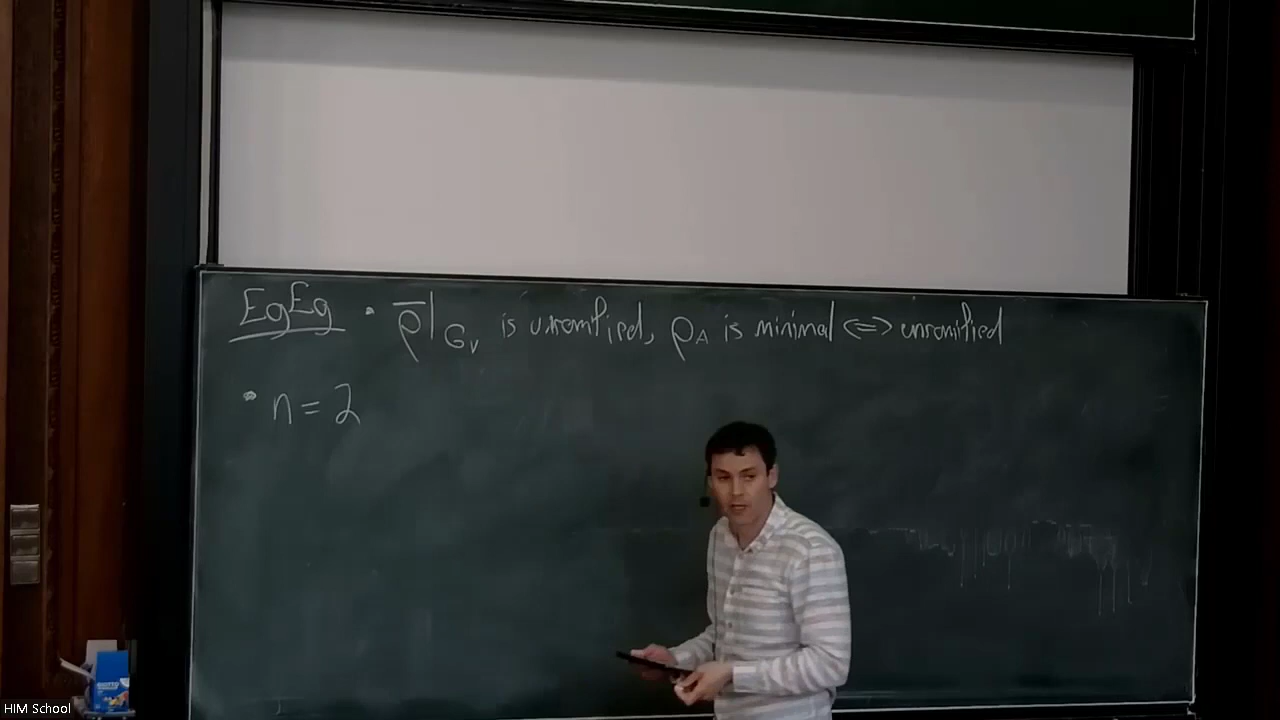 EgEg • ρ̄|_{G_v} is unramified, ρ_A is minimal <=> unramified
• n = 2
HIM School